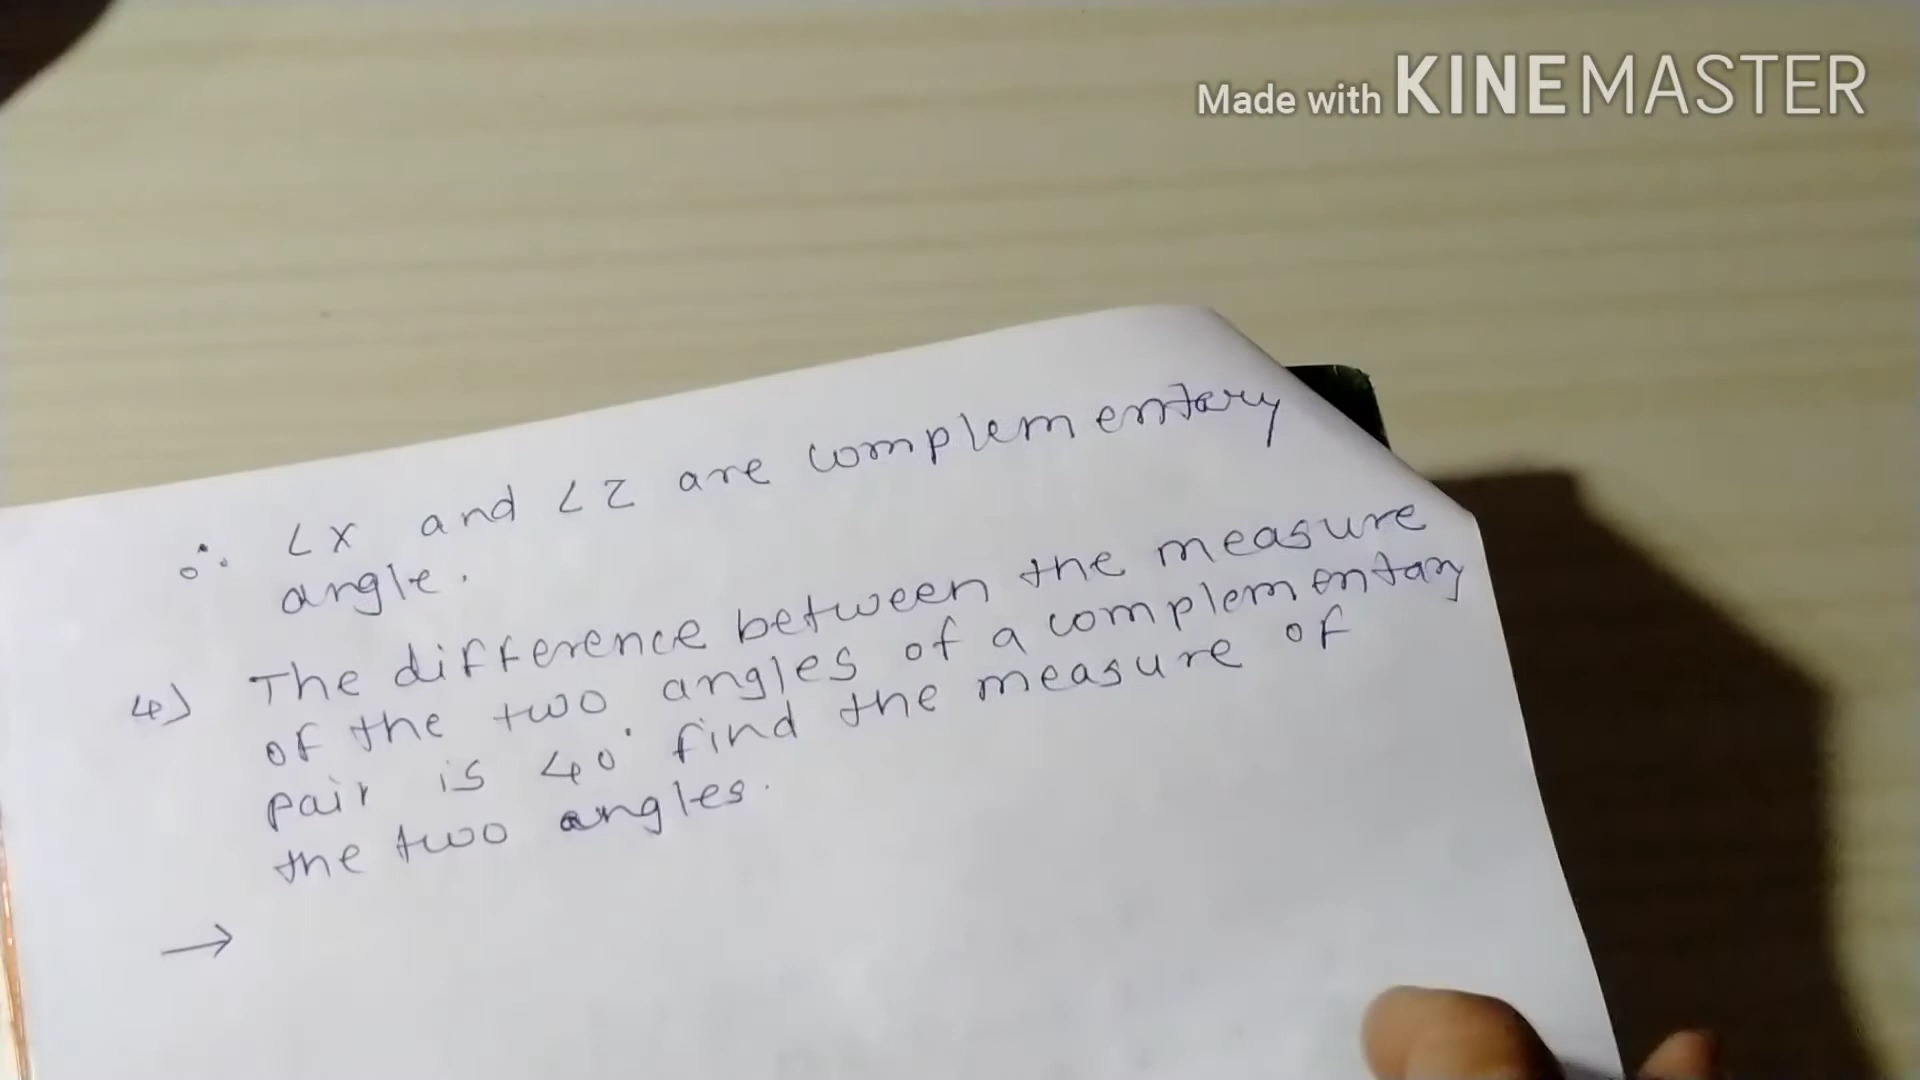 Made with KINEMASTER
∴ ∠X and ∠Z are complementary
angle.
4) The difference between the measure
of the two angles of a complementary
pair is 40° find the measure of
the two angles.
→